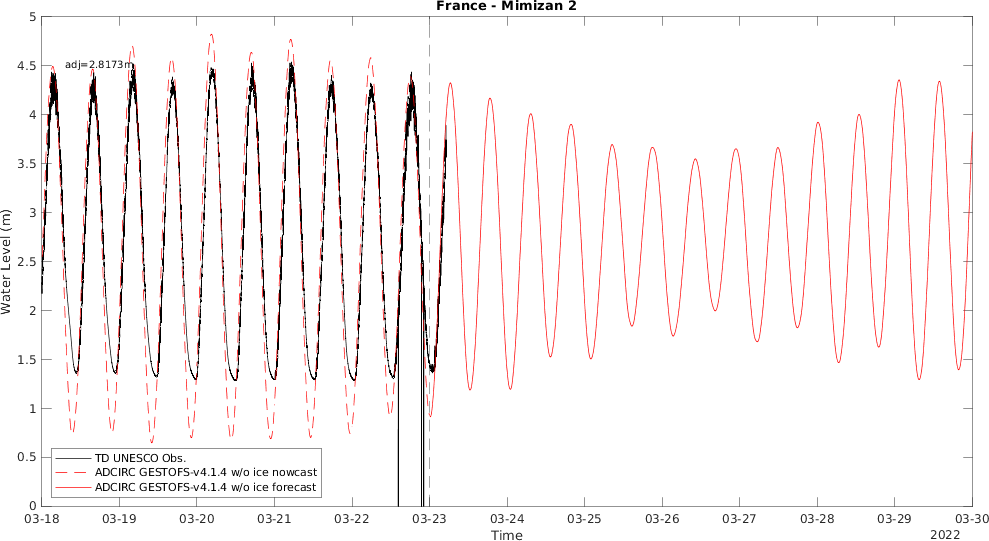 France - Mimizan 2
Water Level (m)
5
4.5
4
3.5
3
2.5
2
1.5
1
0.5
0
adj=2.8173m
TD UNESCO Obs.
ADCIRC GESTOFS-v4.1.4 w/o ice nowcast
ADCIRC GESTOFS-v4.1.4 w/o ice forecast
03-18 03-19 03-20 03-21 03-22 03-23 03-24 03-25 03-26 03-27 03-28 03-29 03-30
Time
2022